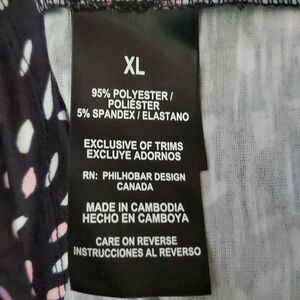 XL
95% POLYESTER /
POLIÉSTER
5% SPANDEX / ELASTANO
EXCLUSIVE OF TRIMS
EXCLUYE ADORNOS
RN: PHILHOBAR DESIGN
CANADA
MADE IN CAMBODIA
HECHO EN CAMBOYA
CARE ON REVERSE
INSTRUCCIONES AL REVERSO